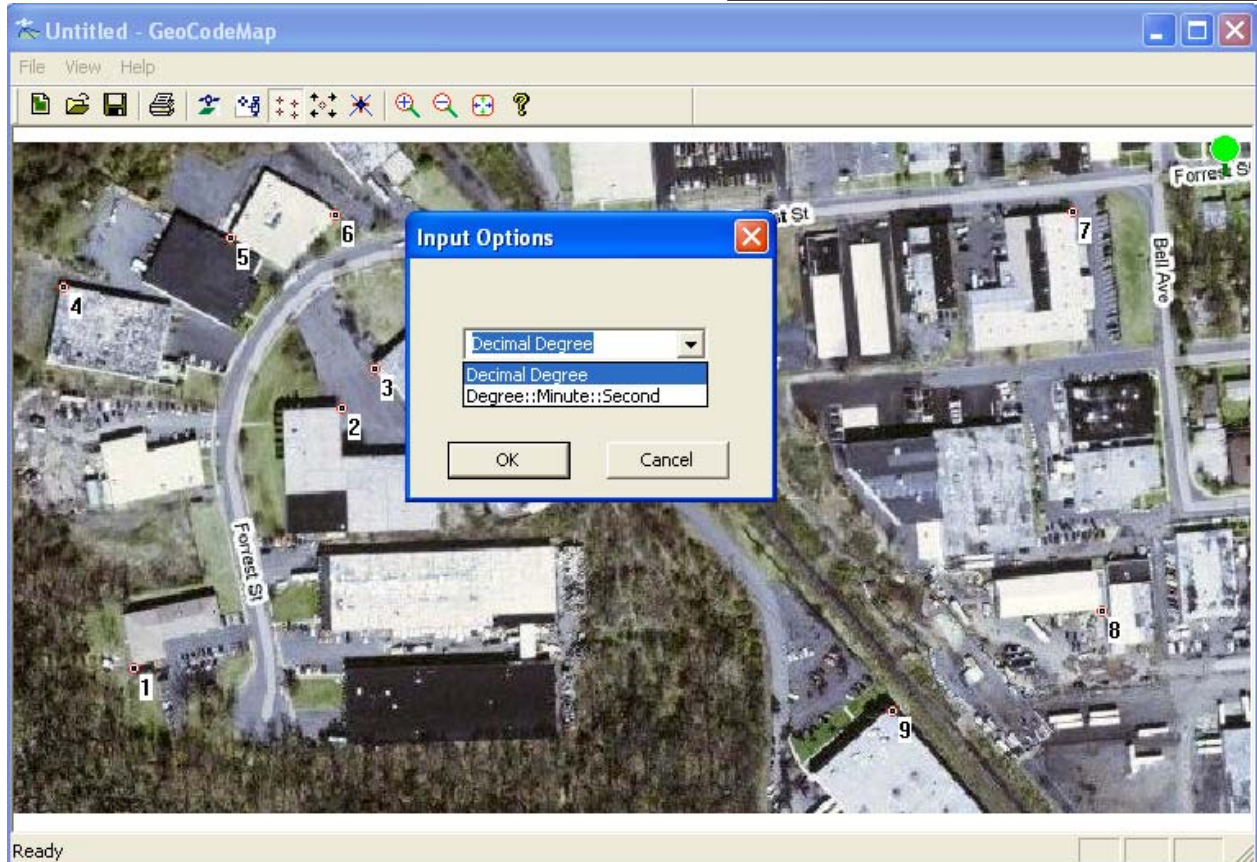 Untitled - GeoCodeMap
File View Help
Forrest S
st St
Bell Ave
7
6
5
4
Input Options
Decimal Degree
Decimal Degree
Degree::Minute::Second
OK
Cancel
3
2
Forrest St
8
1
9
Ready